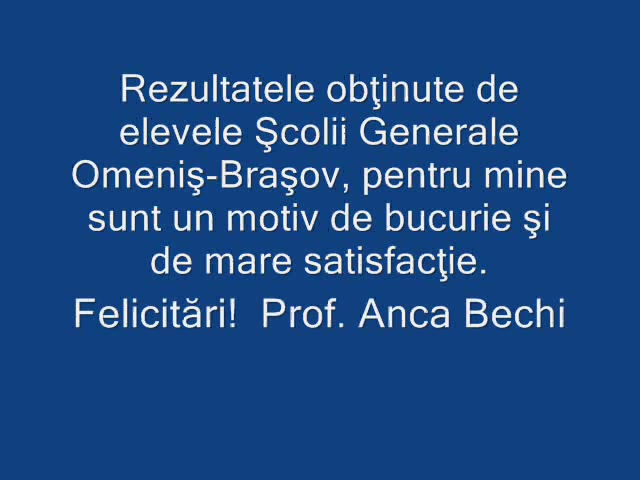 Rezultatele obţinute de
elevele Şcolii Generale
Omeniş-Braşov, pentru mine
sunt un motiv de bucurie şi
de mare satisfacţie.
Felicitări!  Prof. Anca Bechi